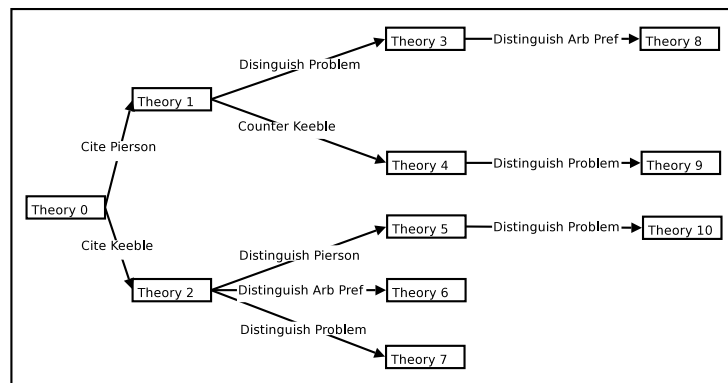 Theory 3
Distinguish Arb Pref
Theory 8
Disinguish Problem
Theory 1
Counter Keeble
Cite Pierson
Theory 4
Distinguish Problem
Theory 9
Theory 0
Theory 5
Distinguish Problem
Theory 10
Cite Keeble
Distinguish Pierson
Theory 2
Distinguish Arb Pref
Theory 6
Distinguish Problem
Theory 7